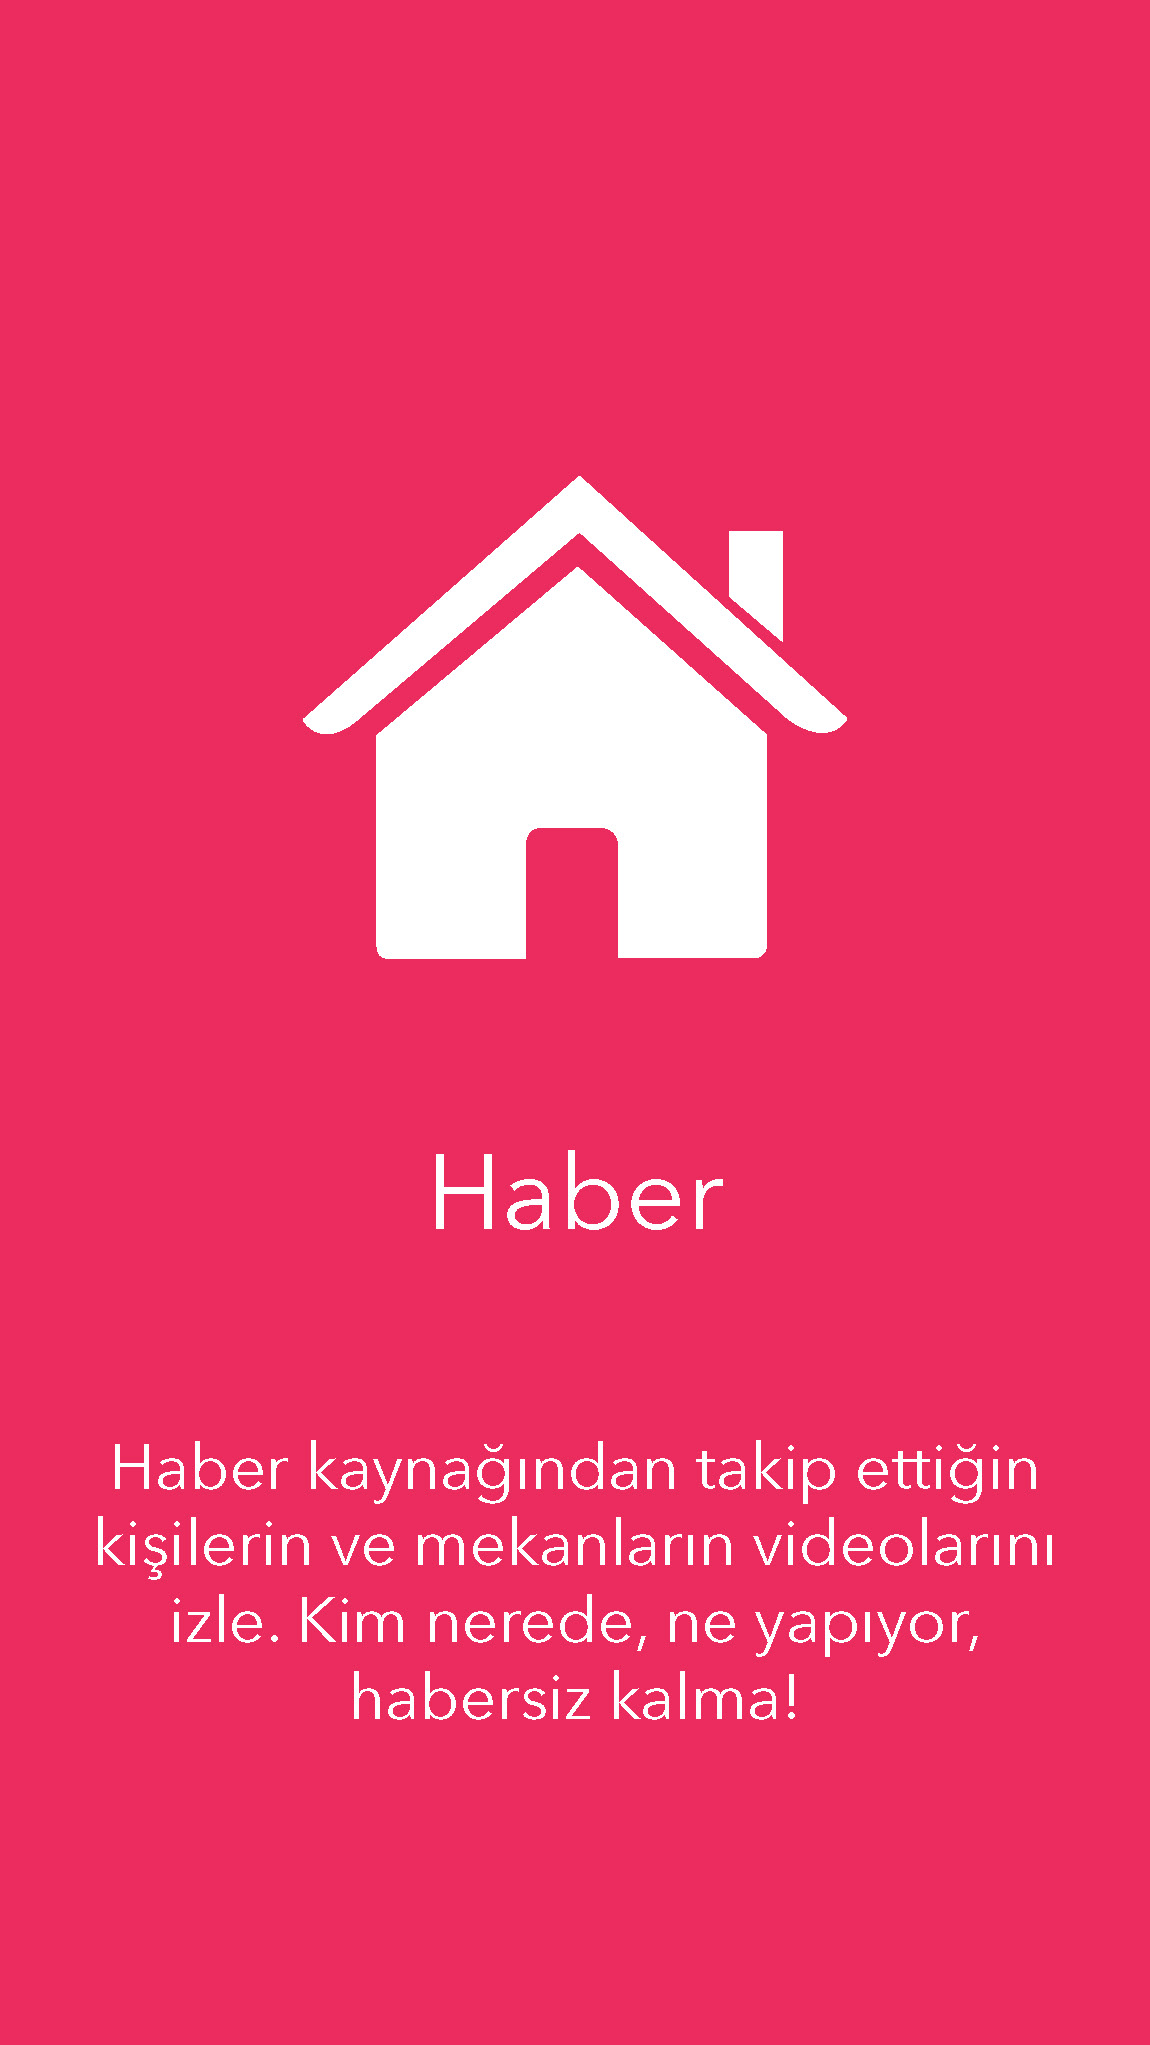 Haber
Haber kaynağından takip ettiğin
kişilerin ve mekanların videolarını
izle. Kim nerede, ne yapıyor,
habersiz kalma!